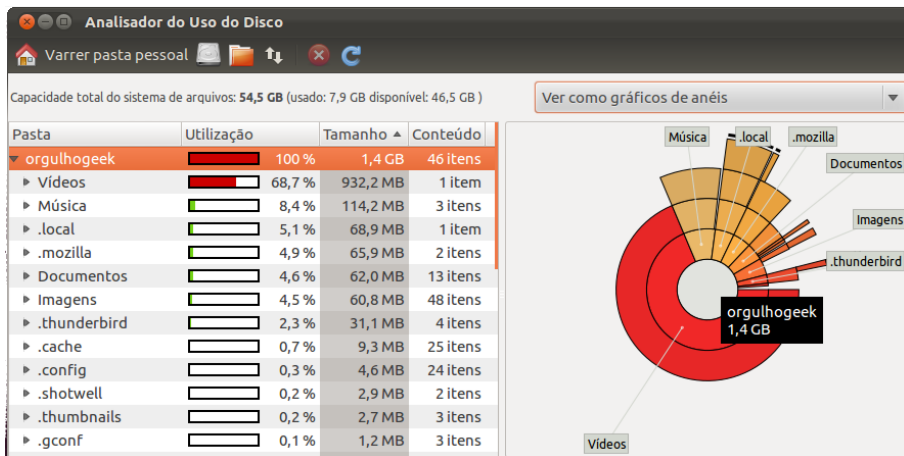 Analisador do Uso do Disco
Varrer pasta pessoal
Capacidade total do sistema de arquivos: 54,5 GB (usado: 7,9 GB disponível: 46,5 GB )
Ver como gráficos de anéis
Pasta Utilização Tamanho Conteúdo
orgulhogeek 100 % 1,4 GB 46 itens
Vídeos 68,7 % 932,2 MB 1 item
Música 8,4 % 114,2 MB 3 itens
.local 5,1 % 68,9 MB 1 item
.mozilla 4,9 % 65,9 MB 2 itens
Documentos 4,6 % 62,0 MB 13 itens
Imagens 4,5 % 60,8 MB 48 itens
.thunderbird 2,3 % 31,1 MB 4 itens
.cache 0,7 % 9,3 MB 25 itens
.config 0,3 % 4,6 MB 24 itens
.shotwell 0,2 % 2,9 MB 2 itens
.thumbnails 0,2 % 2,7 MB 3 itens
.gconf 0,1 % 1,2 MB 3 itens
Música .local .mozilla
Documentos
Imagens
.thunderbird
orgulhogeek
1,4 GB
Vídeos